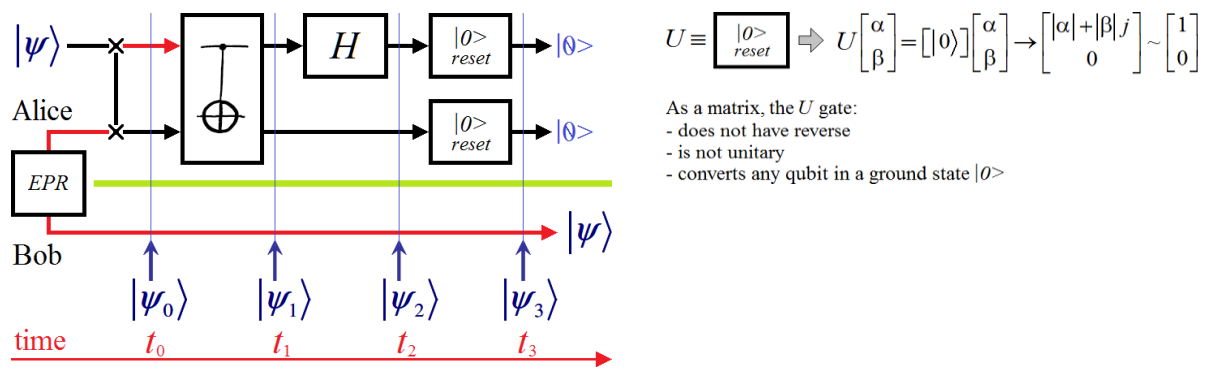 |ψ⟩
H
|0>
reset
|0>
Alice
|0>
reset
|0>
EPR
|ψ⟩
Bob
|ψ₀⟩ |ψ₁⟩ |ψ₂⟩ |ψ₃⟩
time t₀ t₁ t₂ t₃
U ≡ |0> reset ⇨ U[α β] = [|0⟩][α β] → [|α|+|β|j 0] ~ [1 0]
As a matrix, the U gate:
- does not have reverse
- is not unitary
- converts any qubit in a ground state |0>